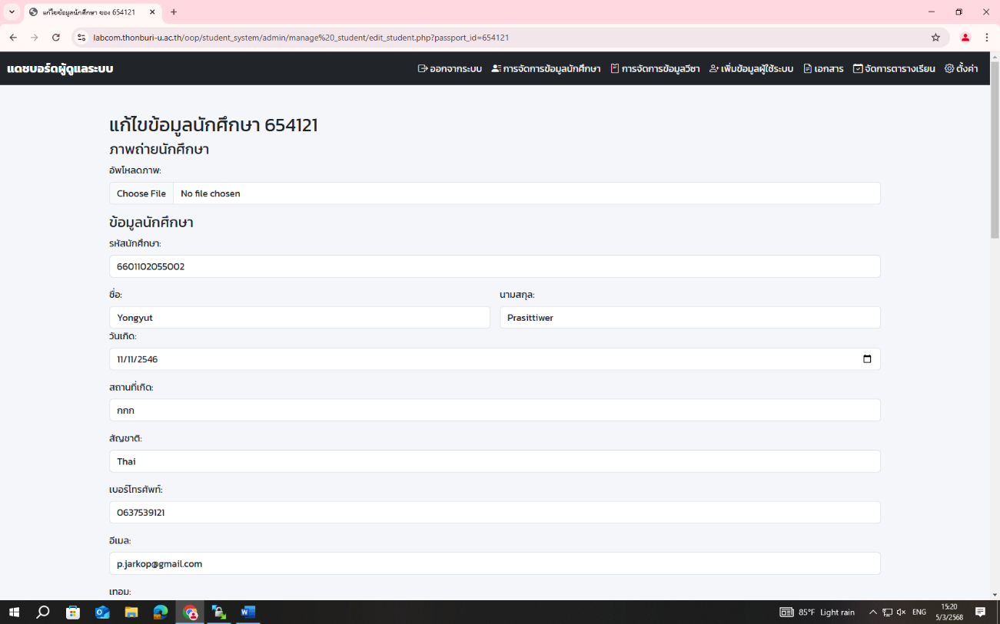 แก้ไขข้อมูลนักศึกษา ของ 654121
labcom.thonburi-u.ac.th/oop/student_system/admin/manage%20_student/edit_student.php?passport_id=654121
แดชบอร์ดผู้ดูแลระบบ ออกจากระบบ การจัดการข้อมูลนักศึกษา การจัดการข้อมูลวีซ่า เพิ่มข้อมูลผู้ใช้ระบบ เอกสาร จัดการตารางเรียน ตั้งค่า
แก้ไขข้อมูลนักศึกษา 654121
ภาพถ่ายนักศึกษา
อัพโหลดภาพ:
Choose File No file chosen
ข้อมูลนักศึกษา
รหัสนักศึกษา:
6601102055002
ชื่อ: นามสกุล:
Yongyut Prasittiwer
วันเกิด:
11/11/2546
สถานที่เกิด:
กกก
สัญชาติ:
Thai
เบอร์โทรศัพท์:
0637539121
อีเมล:
p.jarkop@gmail.com
เทอม:
85°F Light rain ENG 15:20
5/3/2568